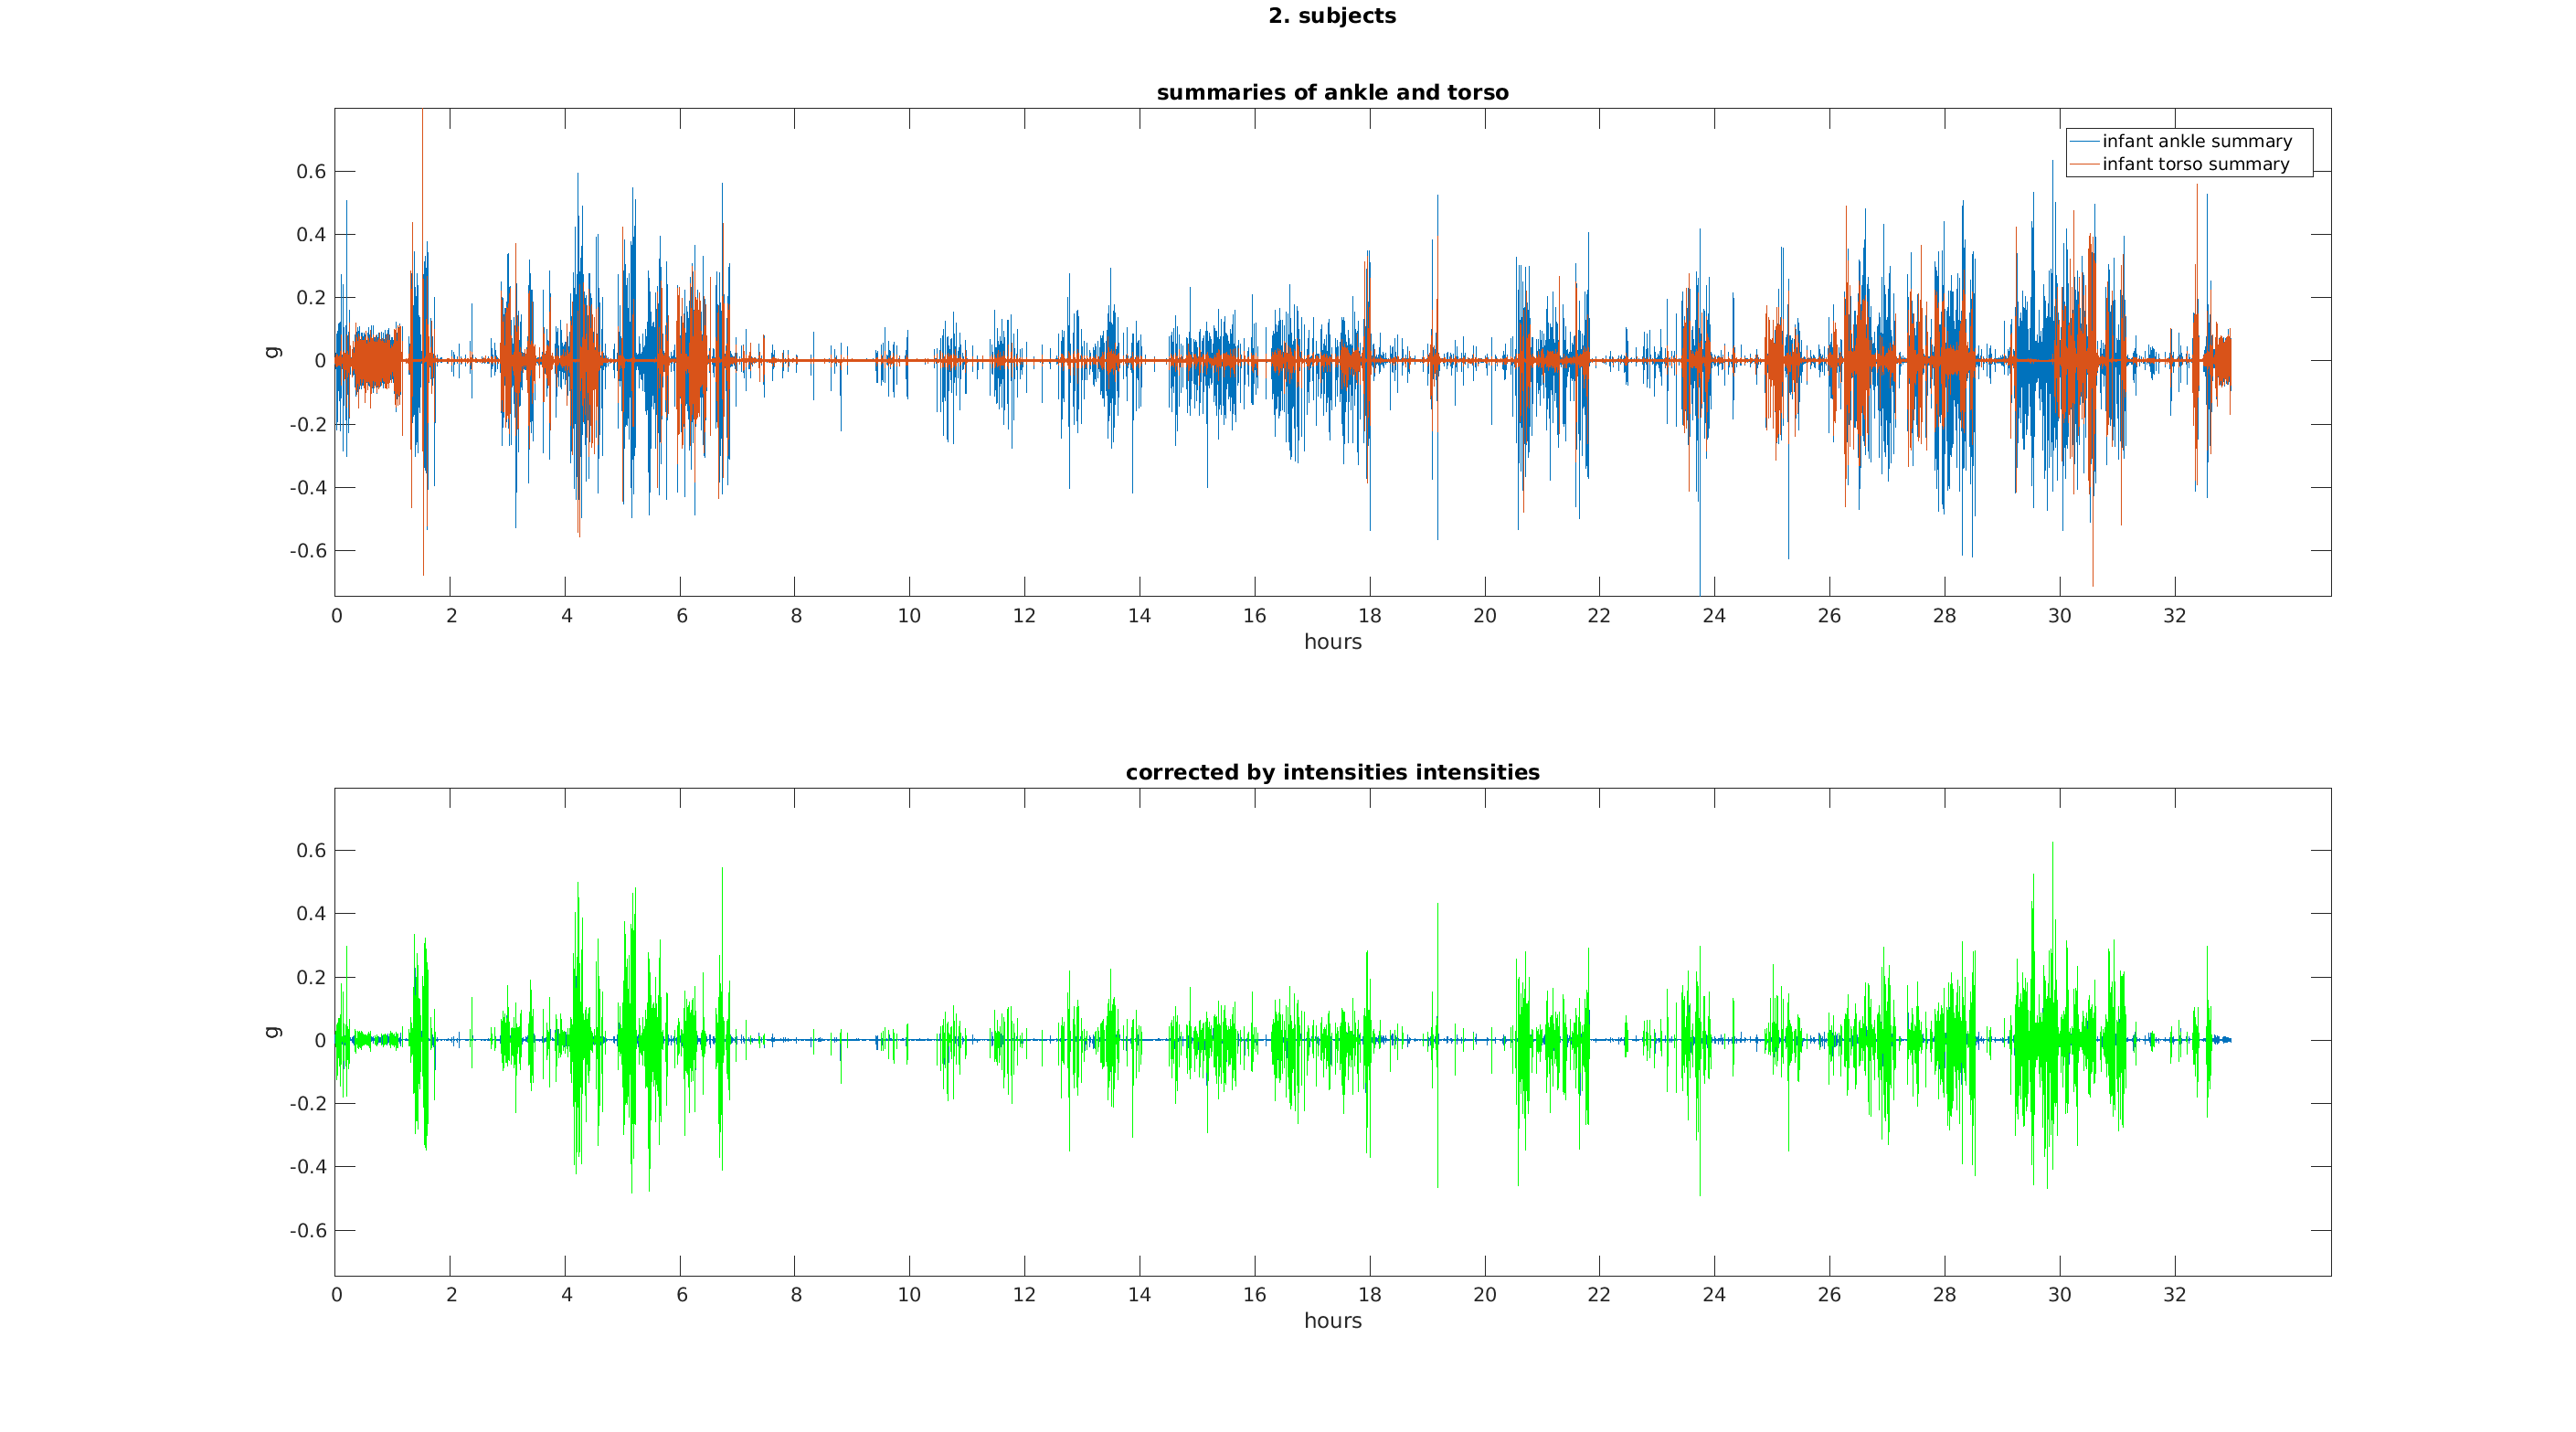 2. subjects
summaries of ankle and torso
infant ankle summary
infant torso summary
0.6
0.4
0.2
0
-0.2
-0.4
-0.6
g
0 2 4 6 8 10 12 14 16 18 20 22 24 26 28 30 32
hours
corrected by intensities intensities
0.6
0.4
0.2
0
-0.2
-0.4
-0.6
g
0 2 4 6 8 10 12 14 16 18 20 22 24 26 28 30 32
hours